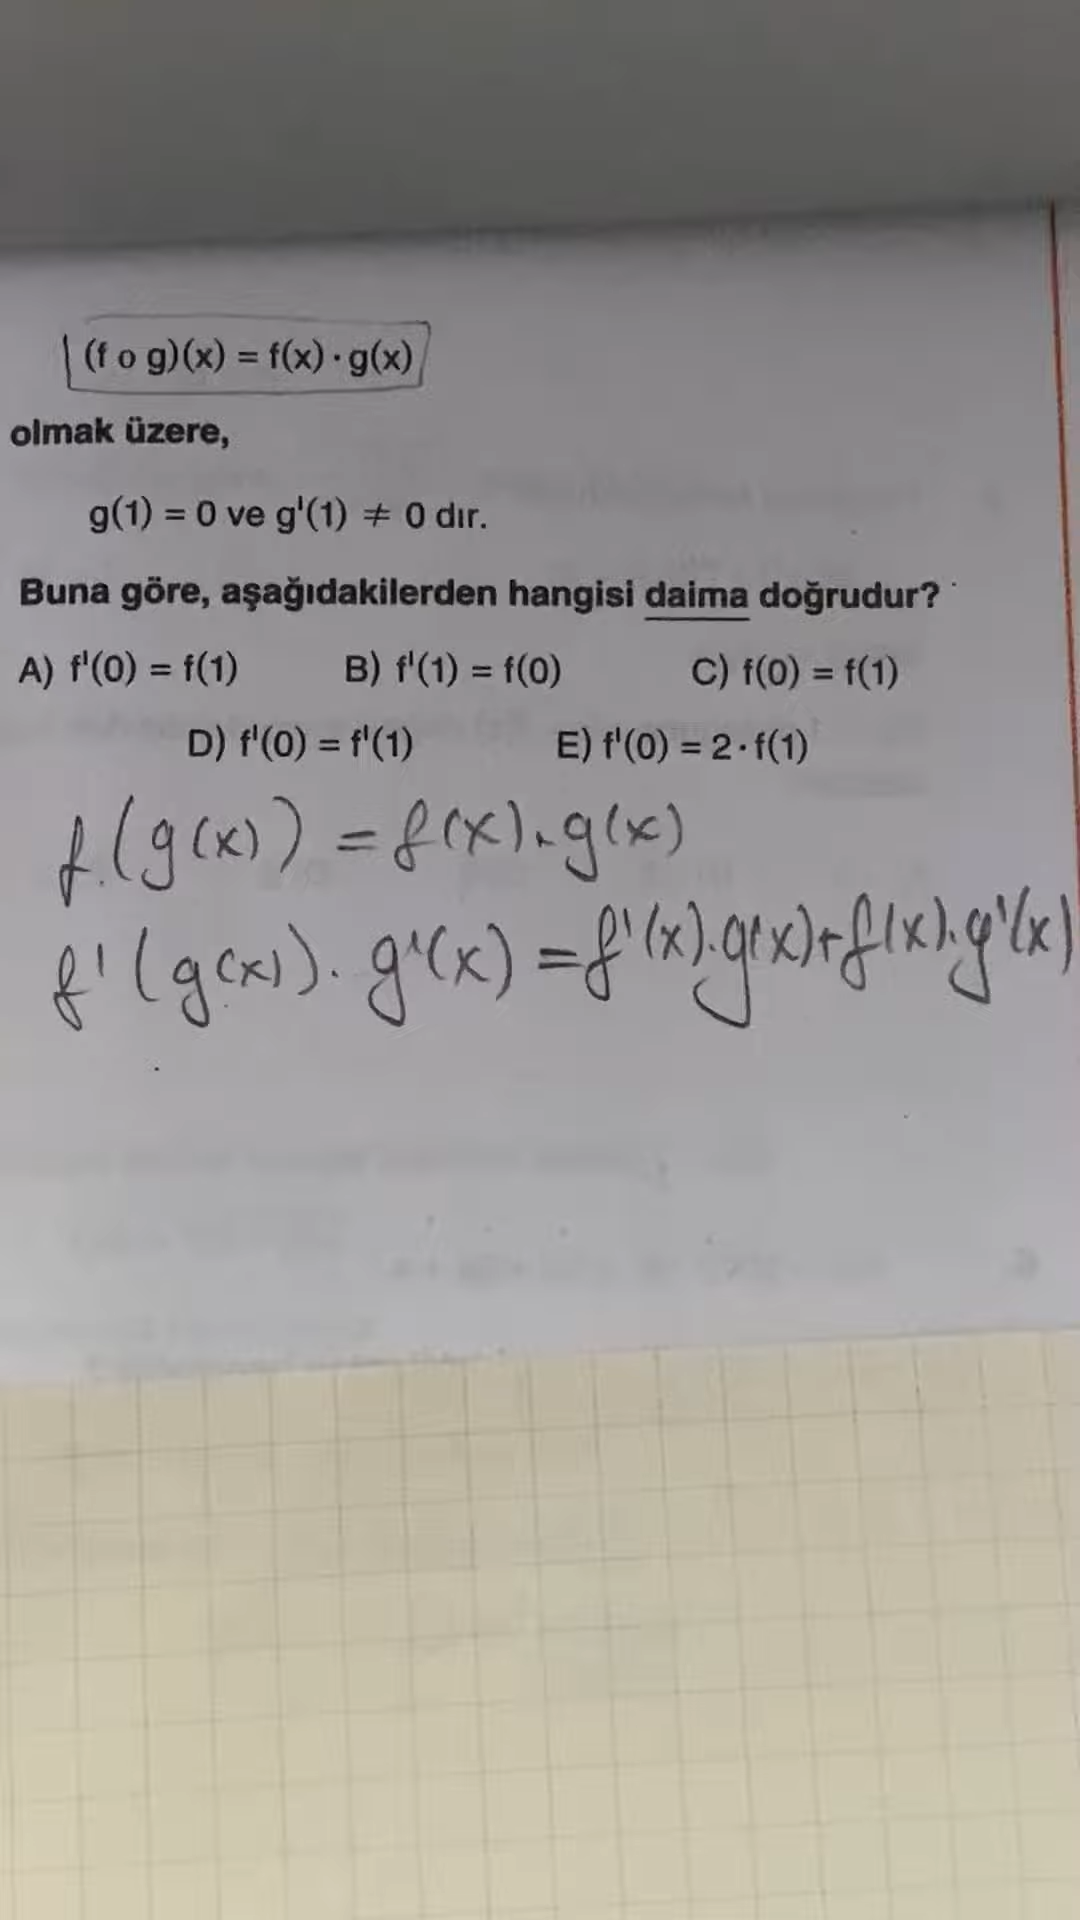 (f o g)(x) = f(x) · g(x)
olmak üzere,
g(1) = 0 ve g'(1) ≠ 0 dır.
Buna göre, aşağıdakilerden hangisi daima doğrudur?
A) f'(0) = f(1) B) f'(1) = f(0) C) f(0) = f(1)
D) f'(0) = f'(1) E) f'(0) = 2 · f(1)
f(g(x)) = f(x).g(x)
f'(g(x)).g'(x) = f'(x).g(x)+f(x).g'(x)